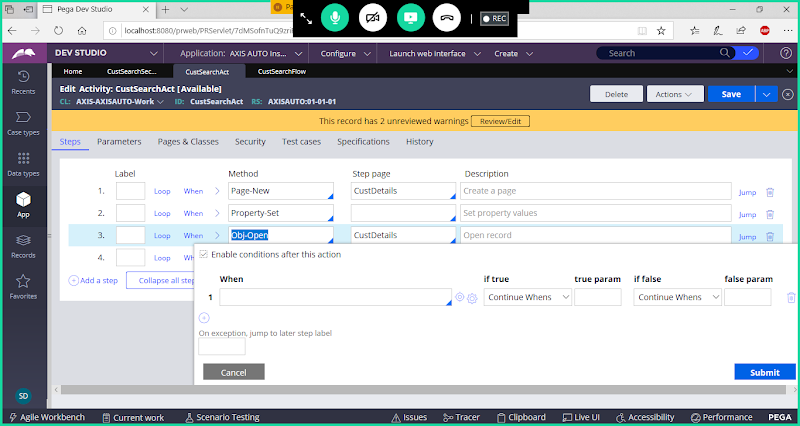 Pega Dev Studio
localhost:8080/prweb/PRServlet/7dMSofnTuQ9zri
REC
DEV STUDIO
Application: AXIS AUTO Ins...
Configure
Launch web interface
Create
Search
Home
CustSearchSec...
CustSearchAct
CustSearchFlow
Recents
Case types
Data types
App
Records
Favorites
SD
Edit Activity: CustSearchAct [Available]
CL: AXIS-AXISAUTO-Work ID: CustSearchAct RS: AXISAUTO:01-01-01
Delete
Actions
Save
This record has 2 unreviewed warnings Review/Edit
Steps Parameters Pages & Classes Security Test cases Specifications History
Label Method Step page Description
1. Loop When Page-New CustDetails Create a page Jump
2. Loop When Property-Set Set property values Jump
3. Loop When Obj-Open CustDetails Open record Jump
4. Loop When
Add a step Collapse all step
Enable conditions after this action
When if true true param if false false param
1 Continue Whens Continue Whens
On exception, jump to later step label
Cancel Submit
Agile Workbench Current work Scenario Testing Issues Tracer Clipboard Live UI Accessibility Performance PEGA